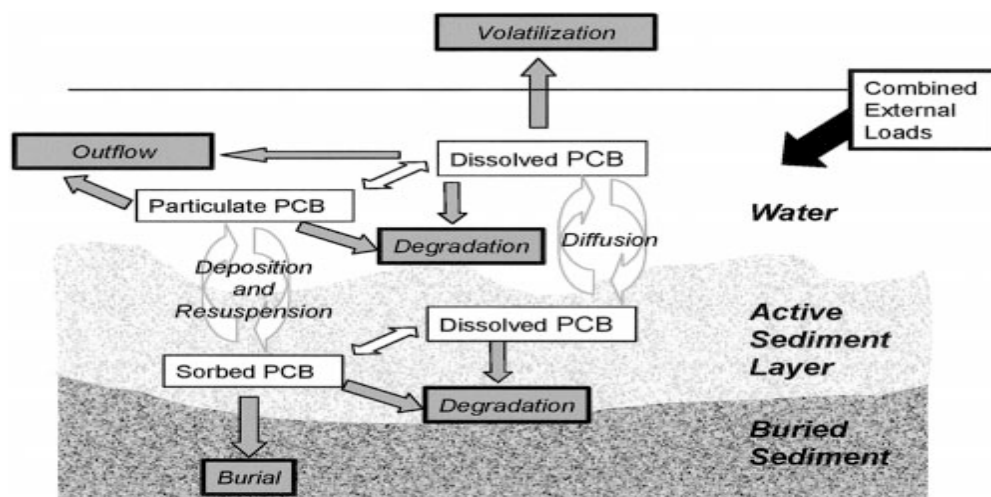 Volatilization
Combined
External
Loads
Outflow
Dissolved PCB
Particulate PCB
Water
Degradation
Diffusion
Deposition
and
Resuspension
Dissolved PCB
Active
Sediment
Layer
Sorbed PCB
Degradation
Buried
Sediment
Burial